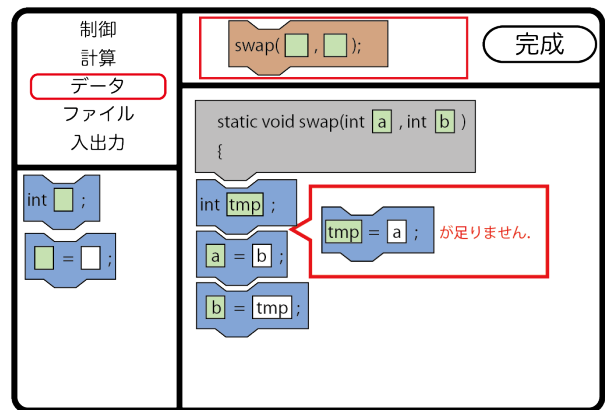 制御
計算
データ
ファイル
入出力
swap( , );
完成
int ;
= ;
static void swap(int a , int b )
{
int tmp ;
a = b ;
b = tmp ;
tmp = a ; が足りません.